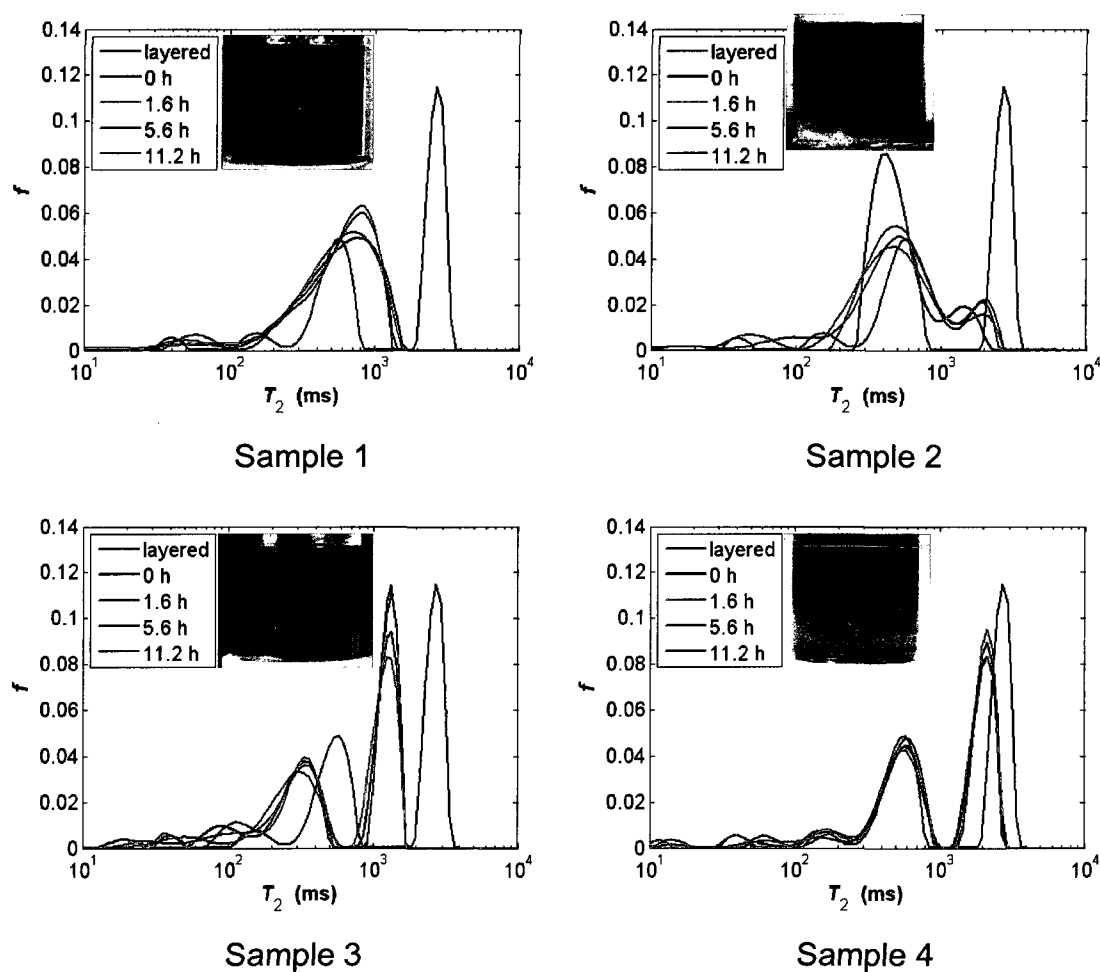 0.14
0.12
0.1
0.08
0.06
0.04
0.02
0
f
layered
0 h
1.6 h
5.6 h
11.2 h
10^1
10^2
10^3
10^4
T_2 (ms)
Sample 1
0.14
0.12
0.1
0.08
0.06
0.04
0.02
0
f
layered
0 h
1.6 h
5.6 h
11.2 h
10^1
10^2
10^3
10^4
T_2 (ms)
Sample 2
0.14
0.12
0.1
0.08
0.06
0.04
0.02
0
f
layered
0 h
1.6 h
5.6 h
11.2 h
10^1
10^2
10^3
10^4
T_2 (ms)
Sample 3
0.14
0.12
0.1
0.08
0.06
0.04
0.02
0
f
layered
0 h
1.6 h
5.6 h
11.2 h
10^1
10^2
10^3
10^4
T_2 (ms)
Sample 4